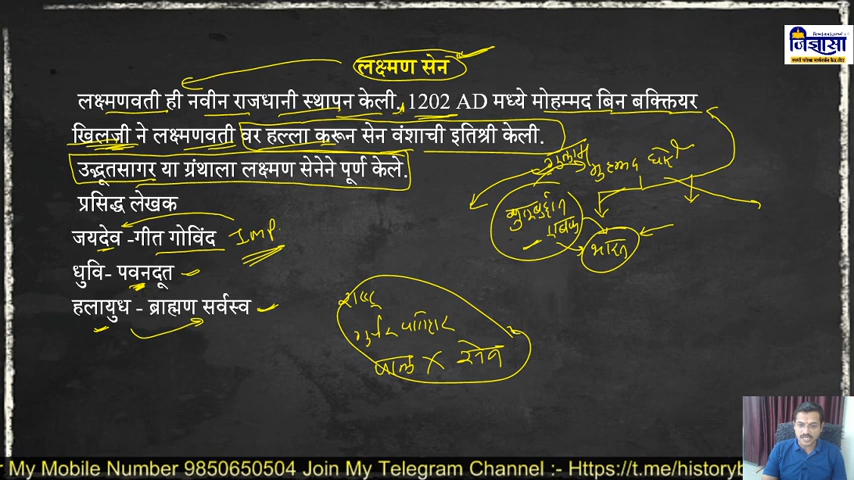 जिज्ञासा
लक्ष्मण सेन
लक्ष्मणवती ही नवीन राजधानी स्थापन केली. 1202 AD मध्ये मोहम्मद बिन बक्तियर
खिलजी ने लक्ष्मणवती वर हल्ला करून सेन वंशाची इतिश्री केली.
उद्धूतसागर या ग्रंथाला लक्ष्मण सेनेने पूर्ण केले.
प्रसिद्ध लेखक
जयदेव -गीत गोविंद IMP.
धुवि- पवनदूत
हलायुध - ब्राह्मण सर्वस्व
गुलाम
मुहम्मद घोरी
कुतुबुद्दीन
ऐबक
भारत
राष्ट्र
गुर्जर प्रतिहार
पाल X सेन
r My Mobile Number 9850650504 Join My Telegram Channel :- Https://t.me/historyb